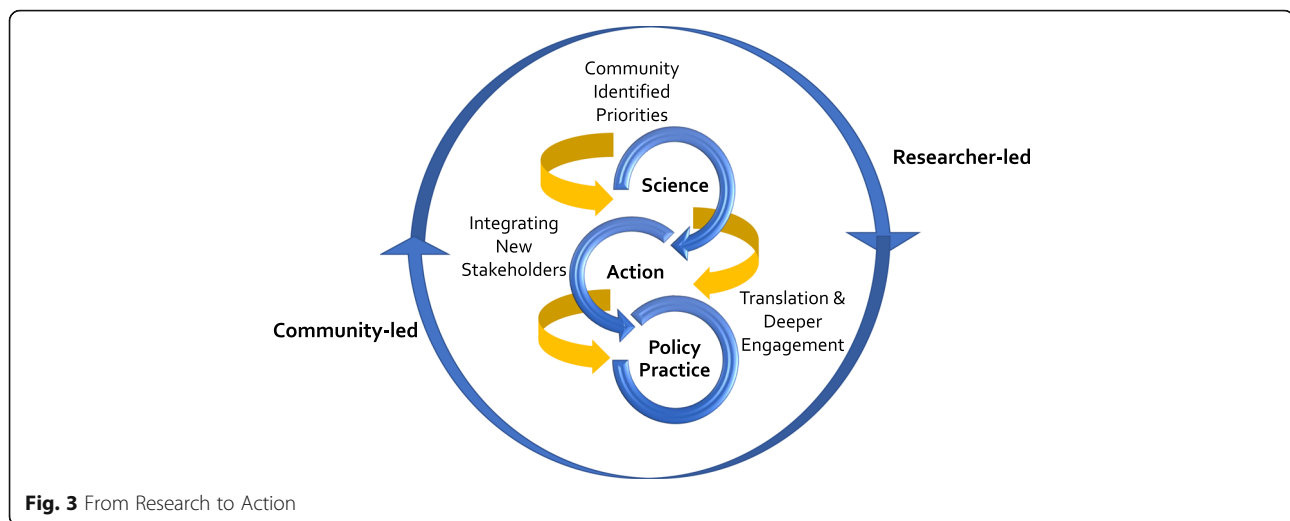 Community
Identified
Priorities
Researcher-led
Science
Integrating
New
Stakeholders
Action
Translation &
Deeper
Engagement
Community-led
Policy
Practice
Fig. 3 From Research to Action